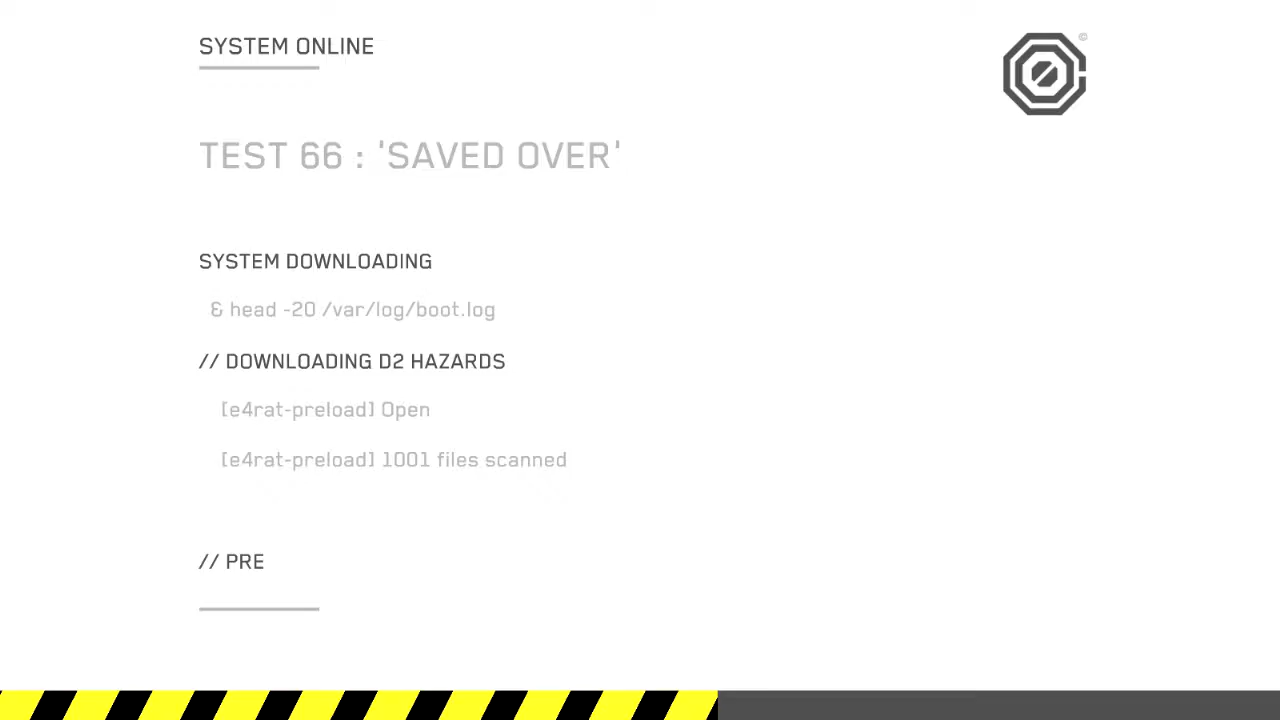 SYSTEM ONLINE
©
TEST 66 : 'SAVED OVER'
SYSTEM DOWNLOADING
& head -20 /var/log/boot.log
// DOWNLOADING D2 HAZARDS
[e4rat-preload] Open
[e4rat-preload] 1001 files scanned
// PRE